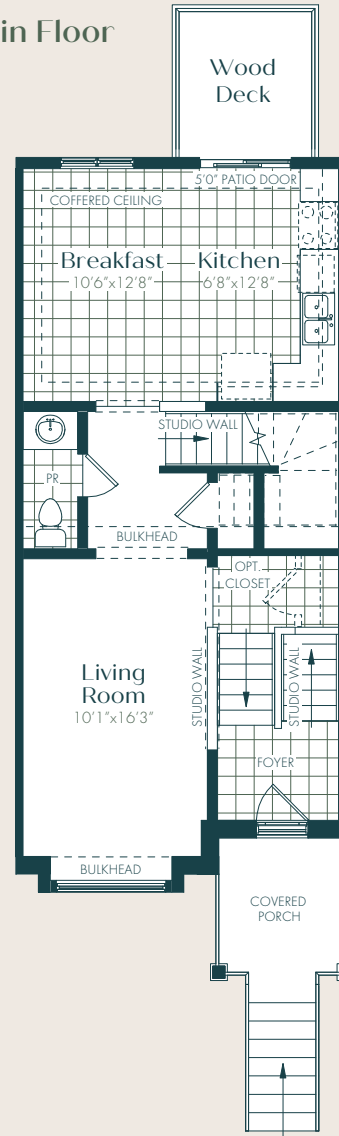 in Floor
Wood
Deck
5'0" PATIO DOOR
COFFERED CEILING
Breakfast
10'6"x12'8"
Kitchen
6'8"x12'8"
STUDIO WALL
PR
BULKHEAD
OPT.
CLOSET
Living
Room
10'1"x16'3"
STUDIO WALL
STUDIO WALL
FOYER
BULKHEAD
COVERED
PORCH